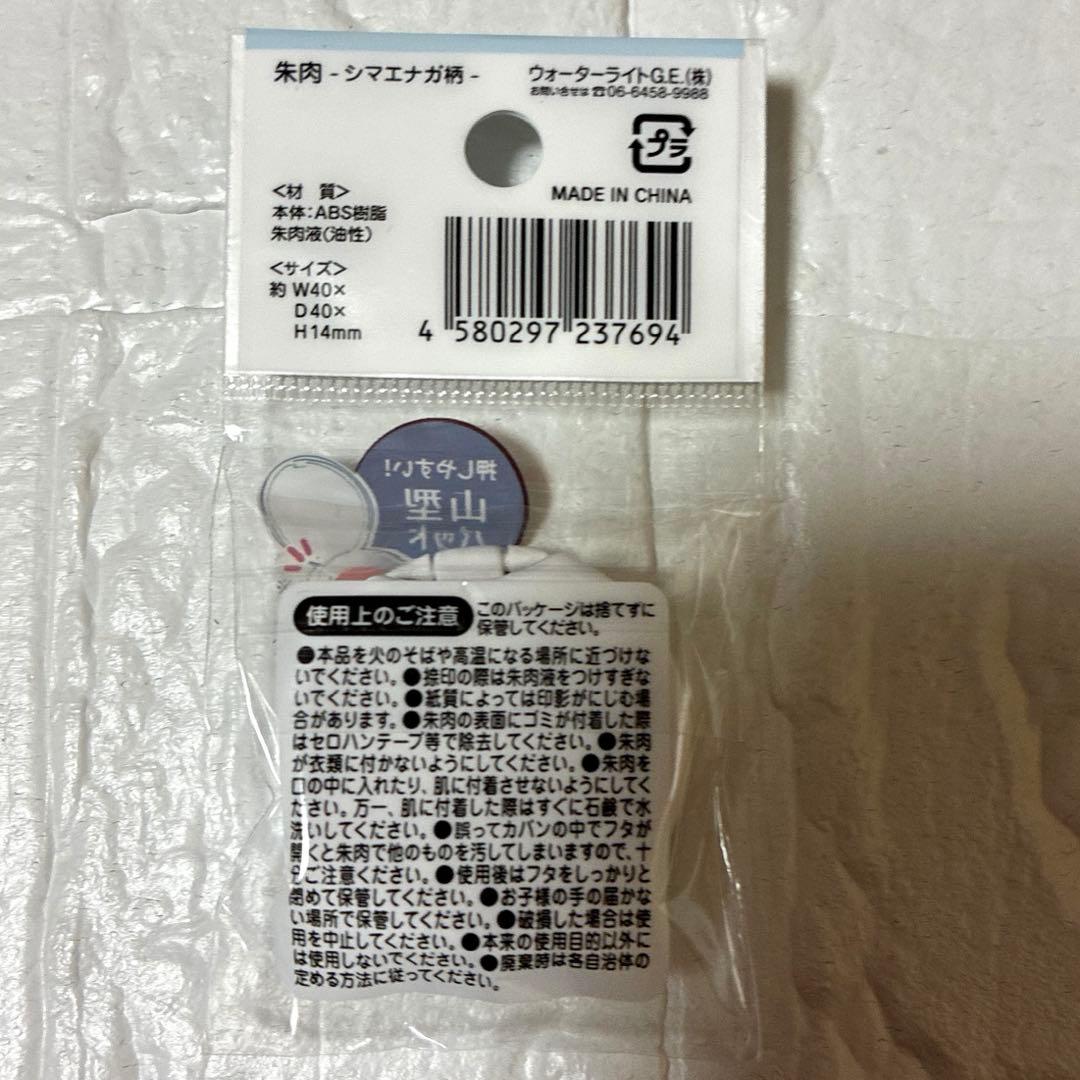 朱肉 - シマエナガ柄 -
ウォーターライトG.E.(株)
お問い合せは☎06-6458-9988
プラ
MADE IN CHINA
<材 質>
本体:ABS樹脂
朱肉液(油性)
<サイズ>
約 W40×
D40×
H14mm
4 580297 237694
押しやすい!
山型
パット
使用上のご注意
このパッケージは捨てずに
保管してください。
●本品を火のそばや高温になる場所に近づけな
いでください。●捺印の際は朱肉液をつけすぎな
いでください。●紙質によっては印影がにじむ場
合があります。●朱肉の表面にゴミが付着した際
はセロハンテープ等で除去してください。●朱肉
が衣類に付かないようにしてください。●朱肉を
口の中に入れたり、肌に付着させないようにしてく
ださい。万一、肌に付着した際はすぐに石鹸で水
洗いしてください。●誤ってカバンの中でフタが
開くと朱肉で他のものを汚してしまいますので、十
分ご注意ください。●使用後はフタをしっかりと
閉めて保管してください。●お子様の手の届かな
い場所で保管してください。●破損した場合は使
用を中止してください。●本来の使用目的以外に
は使用しないでください。●廃棄時は各自治体の
定める方法に従ってください。